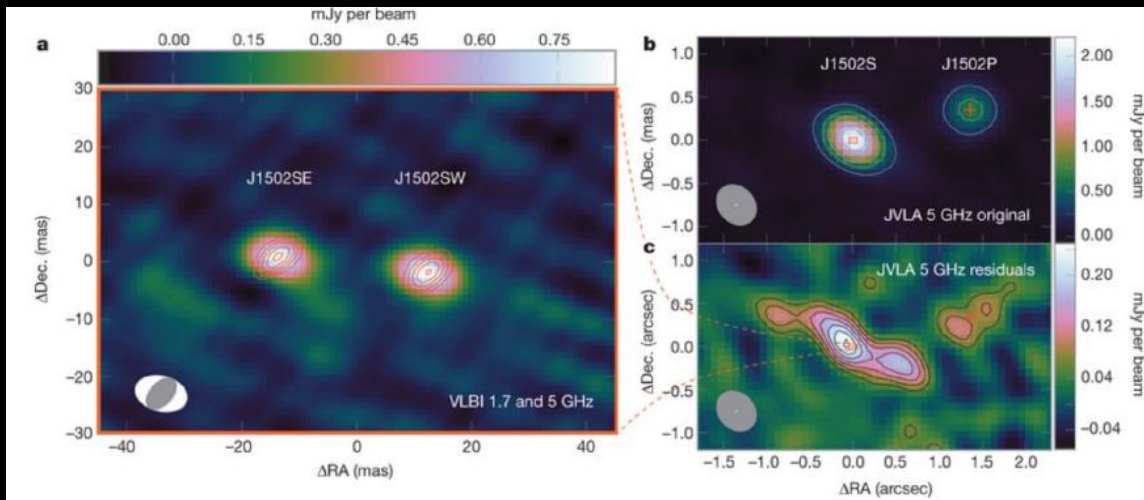 mJy per beam
a
0.00 0.15 0.30 0.45 0.60 0.75
30
20
10
0
−10
−20
−30
ΔDec. (mas)
J1502SE J1502SW
VLBI 1.7 and 5 GHz
−40 −20 0 20 40
ΔRA (mas)
b
1.0
0.5
0.0
−0.5
−1.0
ΔDec. (mas)
J1502S J1502P
JVLA 5 GHz original
2.00
1.50
1.00
0.50
0.00
mJy per beam
c
1.0
0.5
0.0
−0.5
−1.0
ΔDec. (arcsec)
JVLA 5 GHz residuals
0.20
0.12
0.04
−0.04
mJy per beam
−1.5 −1.0 −0.5 0.0 0.5 1.0 1.5 2.0
ΔRA (arcsec)